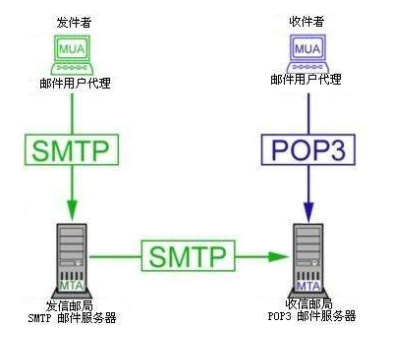 发件者
收件者
MUA
MUA
邮件用户代理
邮件用户代理
SMTP
POP3
SMTP
MTA
MTA
发信邮局
收信邮局
SMTP 邮件服务器
POP3 邮件服务器